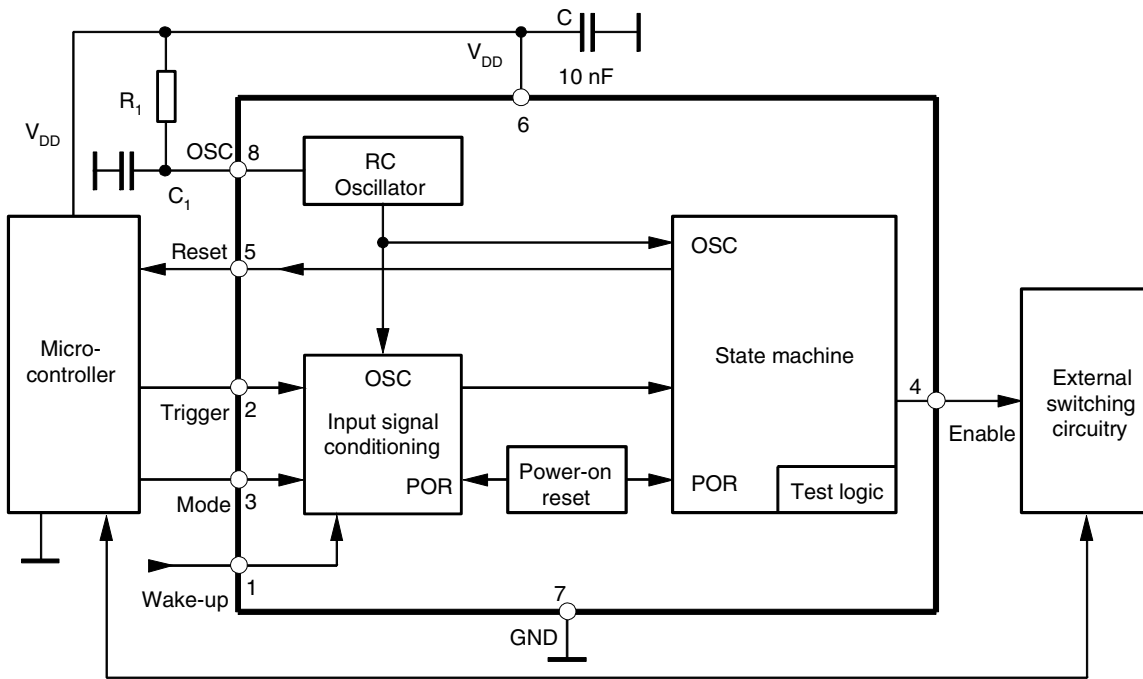 C
V_DD
10 nF
R_1
6
V_DD
OSC
8
RC
Oscillator
C_1
Reset
5
OSC
Micro-
controller
OSC
State machine
4
External
switching
circuitry
Trigger
2
Input signal
conditioning
Enable
Mode
3
POR
Power-on
reset
POR
Test logic
Wake-up
1
7
GND